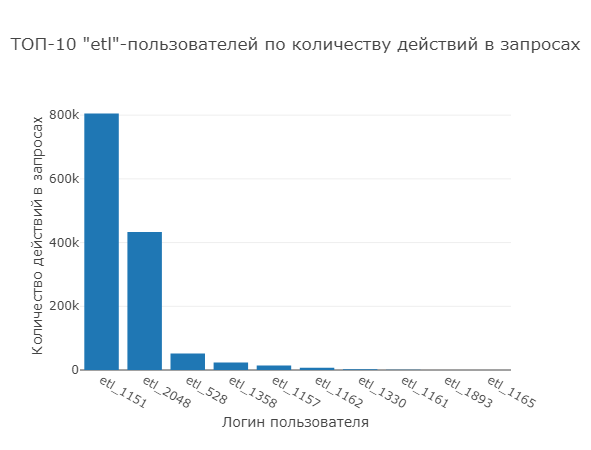 ТОП-10 "etl"-пользователей по количеству действий в запросах
Количество действий в запросах
800k
600k
400k
200k
0
etl_1151
etl_2048
etl_528
etl_1358
etl_1157
etl_1162
etl_1330
etl_1161
etl_1893
etl_1165
Логин пользователя